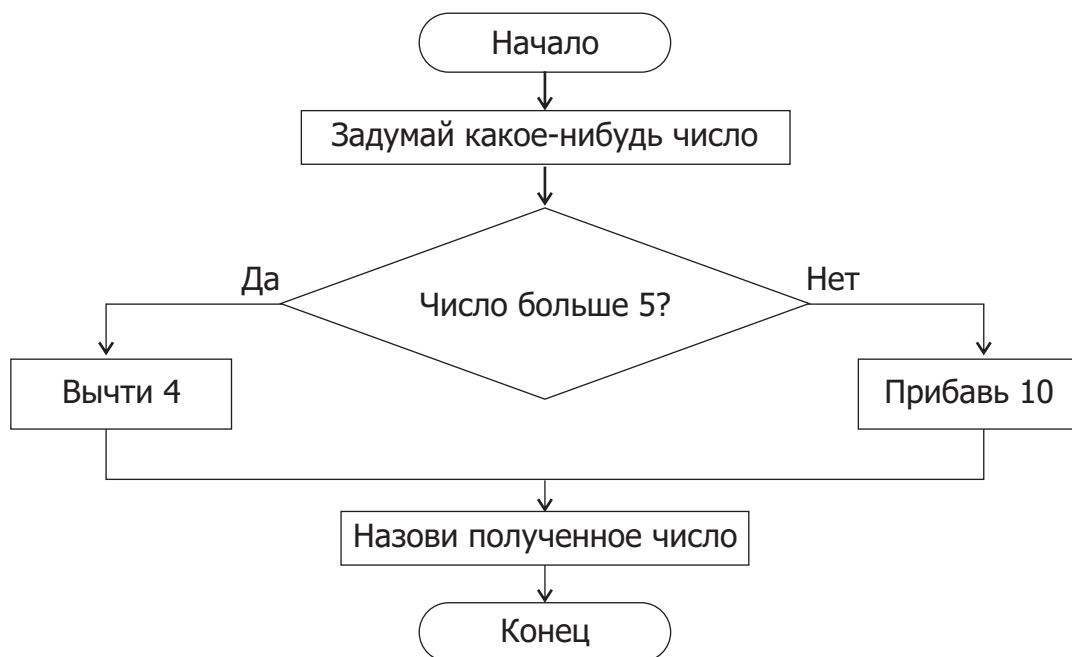 Начало
Задумай какое-нибудь число
Да
Нет
Число больше 5?
Вычти 4
Прибавь 10
Назови полученное число
Конец